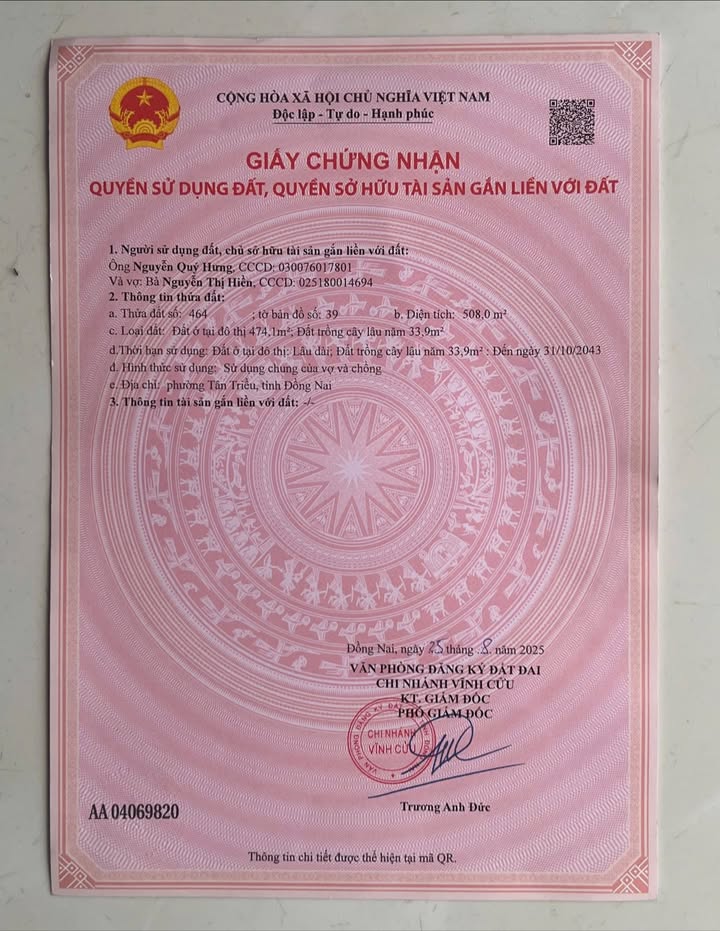 CỘNG HÒA XÃ HỘI CHỦ NGHĨA VIỆT NAM
Độc lập - Tự do - Hạnh phúc
GIẤY CHỨNG NHẬN
QUYỀN SỬ DỤNG ĐẤT, QUYỀN SỞ HỮU TÀI SẢN GẮN LIỀN VỚI ĐẤT
1. Người sử dụng đất, chủ sở hữu tài sản gắn liền với đất:
Ông Nguyễn Quý Hưng, CCCD: 030076017801
Và vợ: Bà Nguyễn Thị Hiền, CCCD: 025180014694
2. Thông tin thửa đất:
a. Thửa đất số: 464 ; tờ bản đồ số: 39 b. Diện tích: 508,0 m²
c. Loại đất: Đất ở tại đô thị 474,1m²; Đất trồng cây lâu năm 33,9m²
d.Thời hạn sử dụng: Đất ở tại đô thị: Lâu dài; Đất trồng cây lâu năm 33,9m² : Đến ngày 31/10/2043
đ. Hình thức sử dụng: Sử dụng chung của vợ và chồng
e. Địa chỉ: phường Tân Triều, tỉnh Đồng Nai
3. Thông tin tài sản gắn liền với đất: -/-
Đồng Nai, ngày 25 tháng .8. năm 2025
VĂN PHÒNG ĐĂNG KÝ ĐẤT ĐAI
CHI NHÁNH VĨNH CỬU
KT. GIÁM ĐỐC
PHÓ GIÁM ĐỐC
VĂN PHÒNG ĐĂNG KÝ ĐẤT
CHI NHÁNH
VĨNH CỬU
Trương Anh Đức
AA 04069820
Thông tin chi tiết được thể hiện tại mã QR.